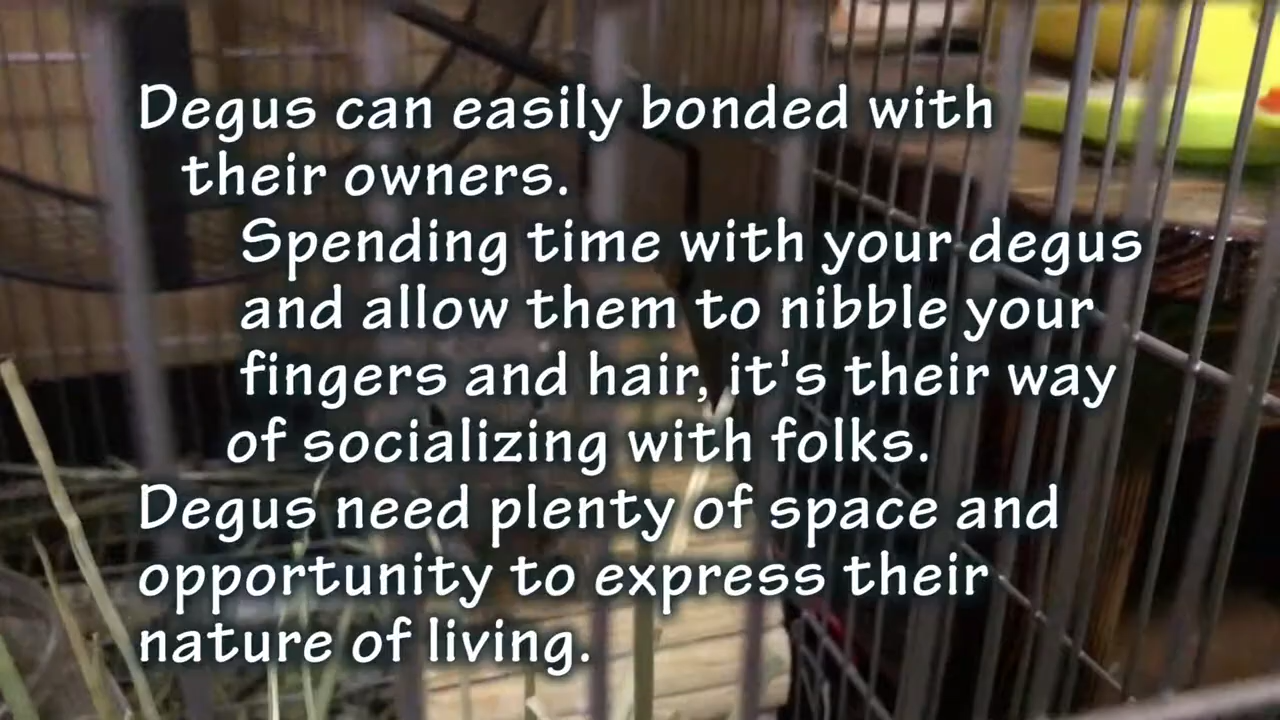 Degus can easily bonded with
their owners.
Spending time with your degus
and allow them to nibble your
fingers and hair, it's their way
of socializing with folks.
Degus need plenty of space and
opportunity to express their
nature of living.